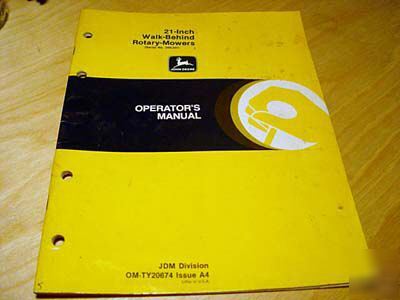 21-Inch
Walk-Behind
Rotary-Mowers
JOHN DEERE
OPERATOR'S
MANUAL
JDM Division
OM-TY20674 Issue A4